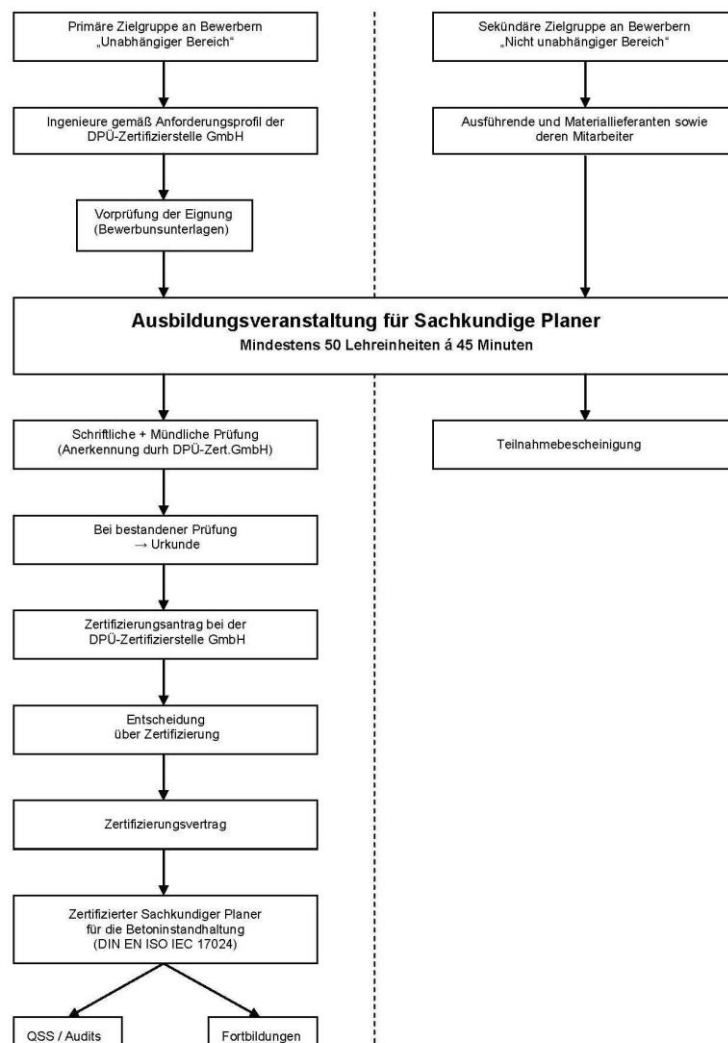 Primäre Zielgruppe an Bewerbern
„Unabhängiger Bereich“
Sekündäre Zielgruppe an Bewerbern
„Nicht unabhängiger Bereich“
Ingenieure gemäß Anforderungsprofil der
DPÜ-Zertifizierstelle GmbH
Ausführende und Materiallieferanten sowie
deren Mitarbeiter
Vorprüfung der Eignung
(Bewerbunsunterlagen)
Ausbildungsveranstaltung für Sachkundige Planer
Mindestens 50 Lehreinheiten á 45 Minuten
Schriftliche + Mündliche Prüfung
(Anerkennung durh DPÜ-Zert.GmbH)
Teilnahmebescheinigung
Bei bestandener Prüfung
→ Urkunde
Zertifizierungsantrag bei der
DPÜ-Zertifizierstelle GmbH
Entscheidung
über Zertifizierung
Zertifizierungsvertrag
Zertifizierter Sachkundiger Planer
für die Betoninstandhaltung
(DIN EN ISO IEC 17024)
QSS / Audits
Fortbildungen